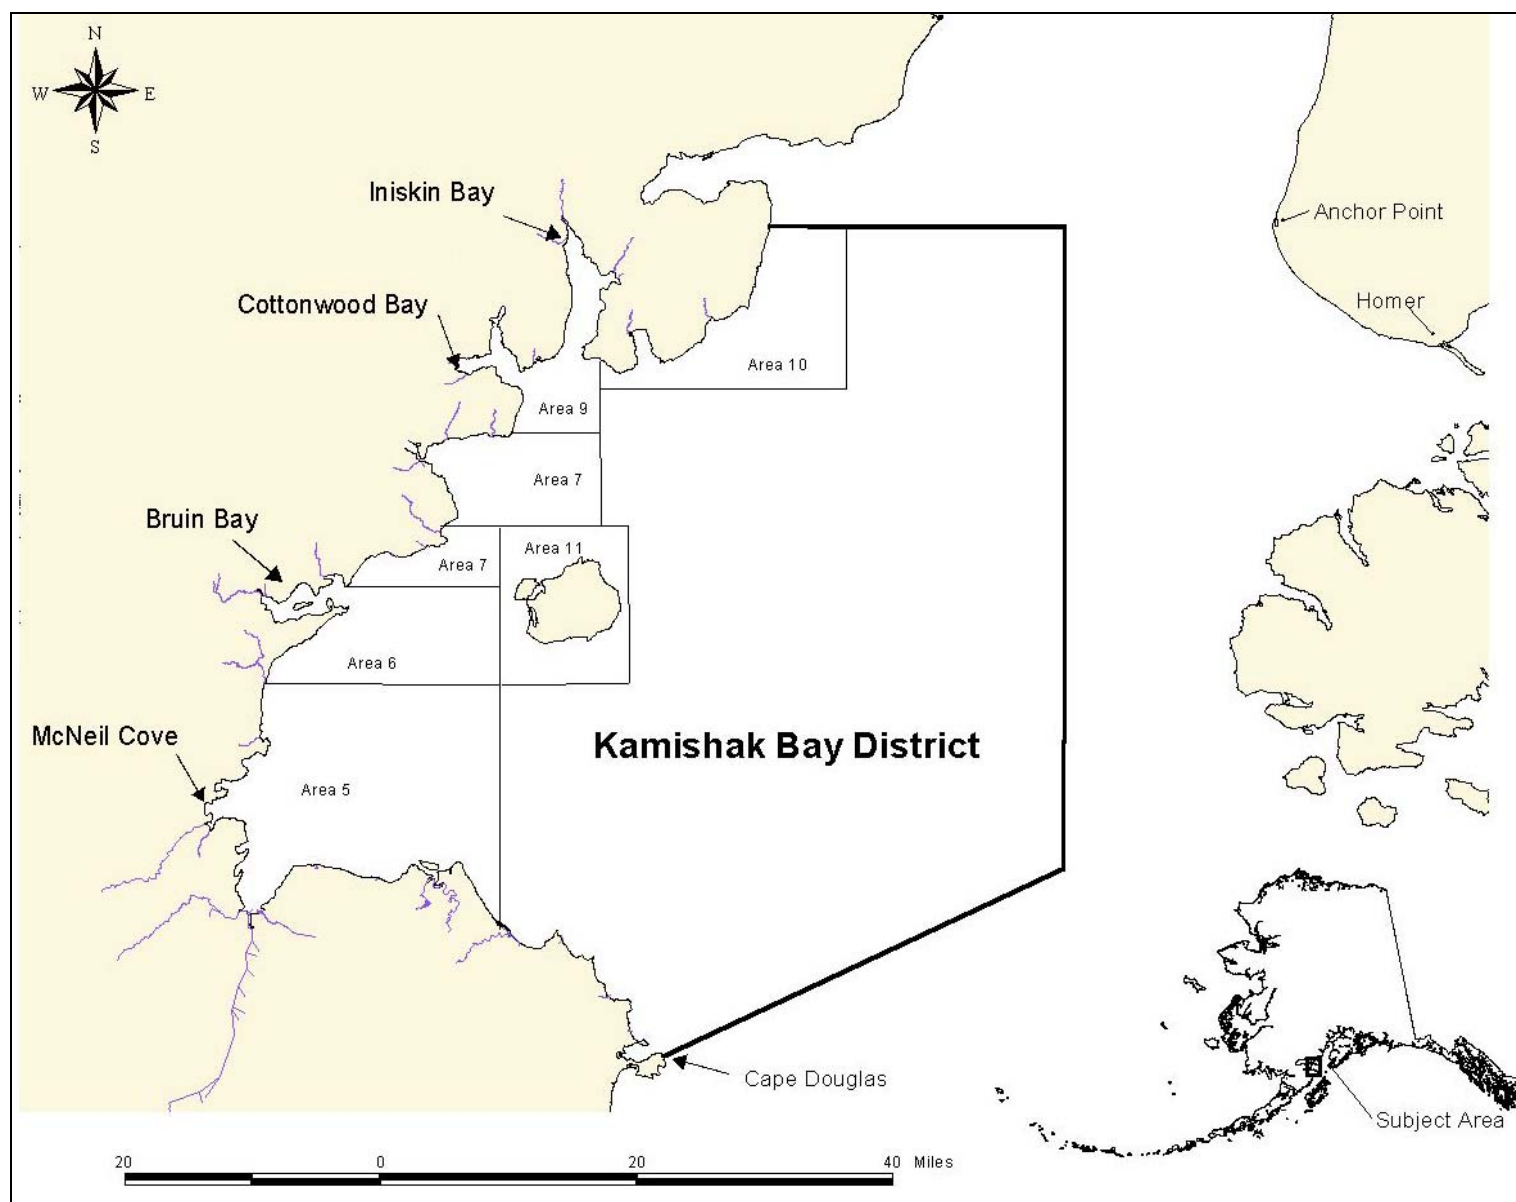 N
W E
S
Iniskin Bay
Anchor Point
Cottonwood Bay
Homer
Area 10
Area 9
Area 7
Bruin Bay
Area 11
Area 7
Area 6
McNeil Cove
Kamishak Bay District
Area 5
Cape Douglas
Subject Area
20 0 20 40 Miles